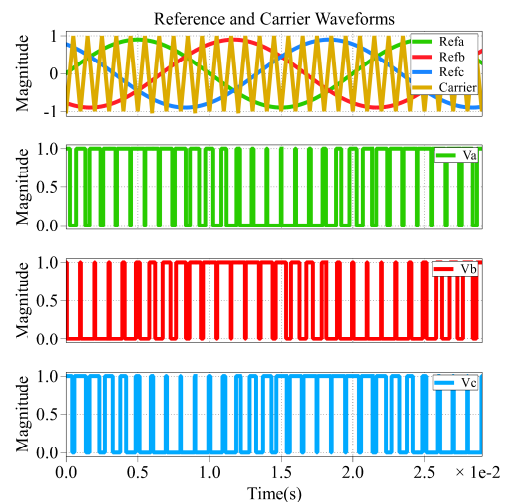 Reference and Carrier Waveforms
Magnitude
1
0
-1
Refa
Refb
Refc
Carrier
Magnitude
1.0
0.5
0.0
Va
Magnitude
1.0
0.5
0.0
Vb
Magnitude
1.0
0.5
0.0
Vc
0.0 0.5 1.0 1.5 2.0 2.5 × 1e-2
Time(s)